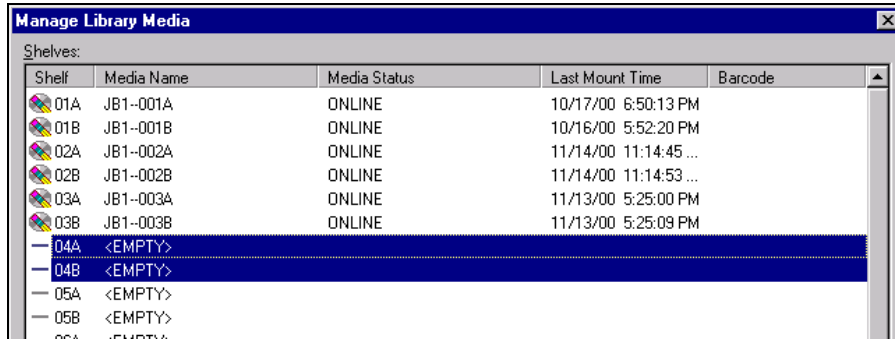 Manage Library Media
Shelves:
Shelf Media Name Media Status Last Mount Time Barcode
01A JB1--001A ONLINE 10/17/00 6:50:13 PM
01B JB1--001B ONLINE 10/16/00 5:52:20 PM
02A JB1--002A ONLINE 11/14/00 11:14:45 ...
02B JB1--002B ONLINE 11/14/00 11:14:53 ...
03A JB1--003A ONLINE 11/13/00 5:25:00 PM
03B JB1--003B ONLINE 11/13/00 5:25:09 PM
04A <EMPTY>
04B <EMPTY>
05A <EMPTY>
05B <EMPTY>